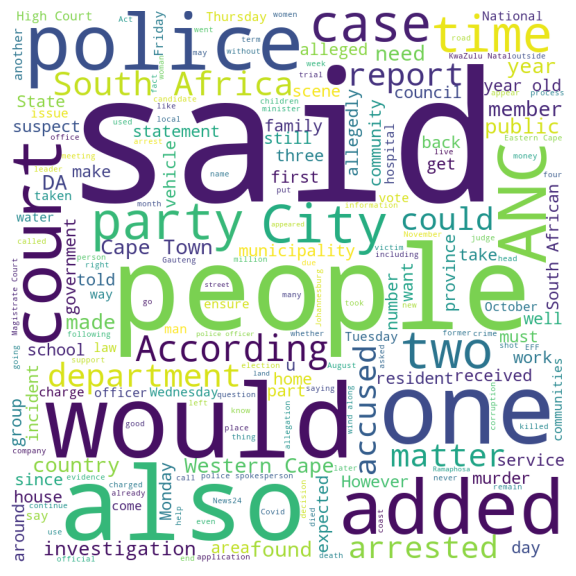 High Court
Act
went
Thursday
Friday
National
another
police
case
time
may
women
term
without
road
KwaZulu Natal
outside
South Africa
alleged
need
report
year
State
issue
fact
woman
week
trial
scene
council
year old
minister
candidate
children
process
appear
member
suspect
like
used
local
statement
family
still
allegedly
community
hospital
public
Eastern Cape
said
DA
office
make
vehicle
three
back
get
meeting
arrest
leader
taken
first
name
live
vote
money
four
ANC
South African
water
called
month
put
information
court
government
party
City
could
person
right
Cape Town
appeared
November
victim
including
judge
municipality
province
take
head
Magistrate Court
told
Gauteng
million
due
ensure
number
want
October
well
way
following
made
people
go
street
many
Johannesburg
took
new
going
school
law
man
police officer
whether
Tuesday
former
crime
shot
EFF
must
support
According
u
election
August
asked
two
work
department
home
land
accused
resident
received
communities
incident
charge
officer
Wednesday
part
question
saying
wind along
corruption
killed
group
company
left
know
allegation
would
one
good
place
thing
matter
country
Western Cape
later
Ramaphosa
never
service
since
evidence
police spokesperson
However
murder
remain
around
house
charged
already
Monday
call
News24
Covid
decision
expected
coast
also
added
continue
say
come
help
even
died
use
investigation
area
found
death
arrested
day
official
end
application